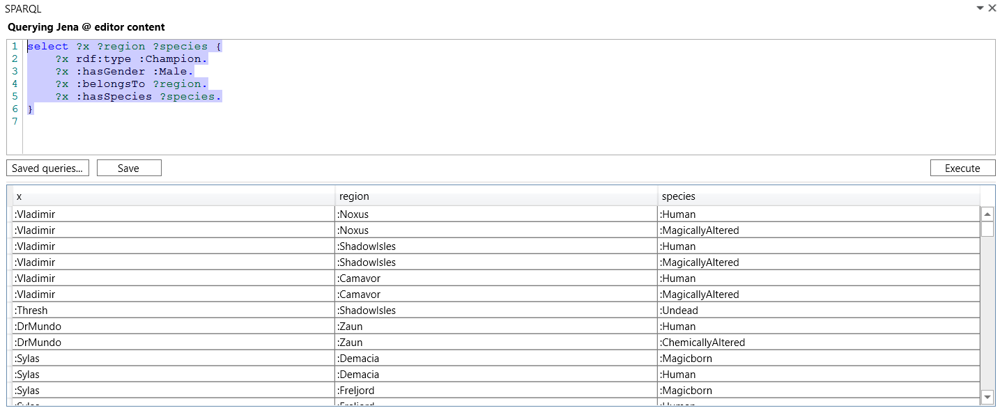 SPARQL
Querying Jena @ editor content
1 select ?x ?region ?species {
2 ?x rdf:type :Champion.
3 ?x :hasGender :Male.
4 ?x :belongsTo ?region.
5 ?x :hasSpecies ?species.
6 }
7
Saved queries... Save Execute
x region species
:Vladimir :Noxus :Human
:Vladimir :Noxus :MagicallyAltered
:Vladimir :ShadowIsles :Human
:Vladimir :ShadowIsles :MagicallyAltered
:Vladimir :Camavor :Human
:Vladimir :Camavor :MagicallyAltered
:Thresh :ShadowIsles :Undead
:DrMundo :Zaun :Human
:DrMundo :Zaun :ChemicallyAltered
:Sylas :Demacia :Magicborn
:Sylas :Demacia :Human
:Sylas :Freljord :Magicborn
:Sylas :Freljord :Human